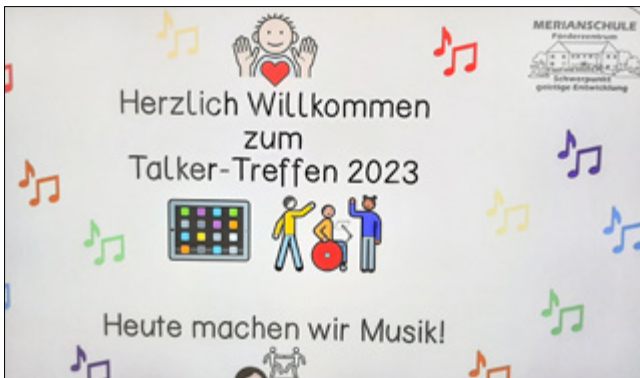 MERIANSCHULE
Förderzentrum
Schwerpunkt
geistige Entwicklung
Herzlich Willkommen
zum
Talker-Treffen 2023
Heute machen wir Musik!